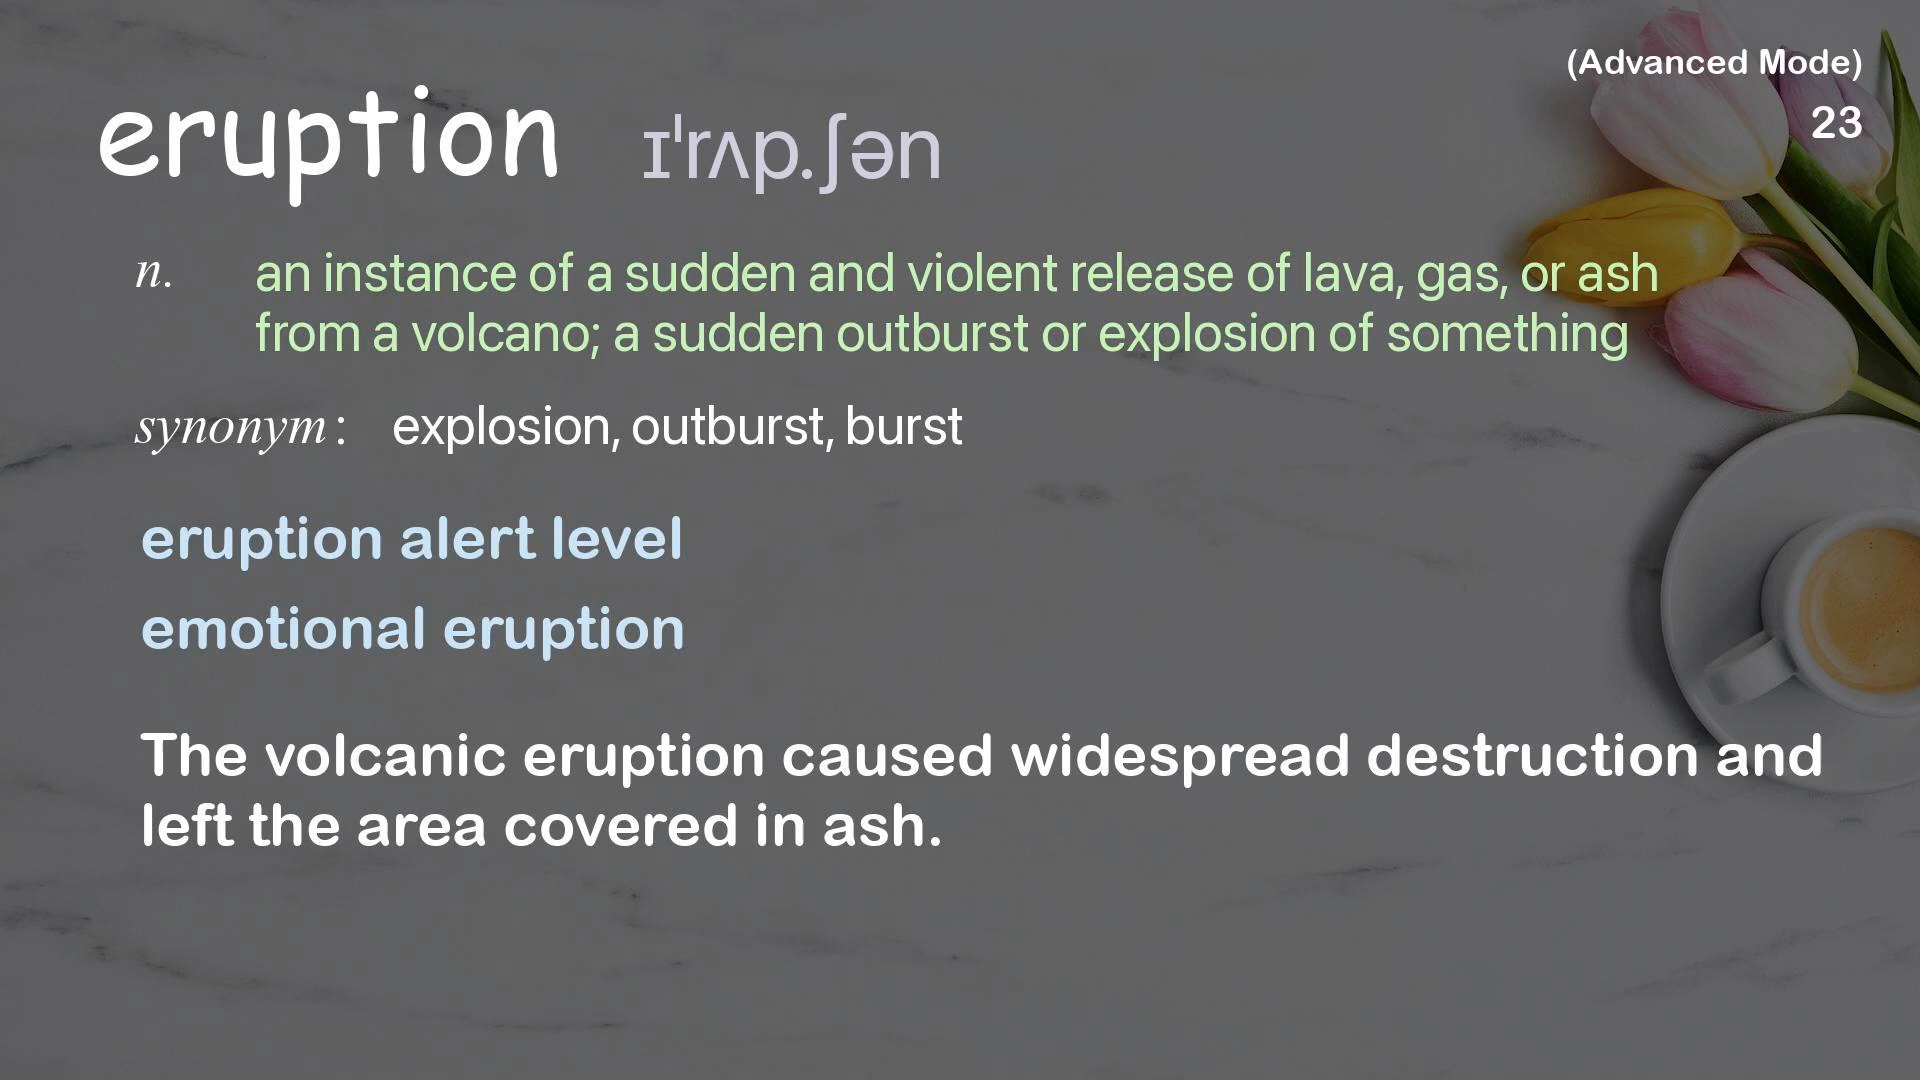 (Advanced Mode)
23
eruption ɪˈrʌp.ʃən
n. an instance of a sudden and violent release of lava, gas, or ash
from a volcano; a sudden outburst or explosion of something
synonym: explosion, outburst, burst
eruption alert level
emotional eruption
The volcanic eruption caused widespread destruction and
left the area covered in ash.